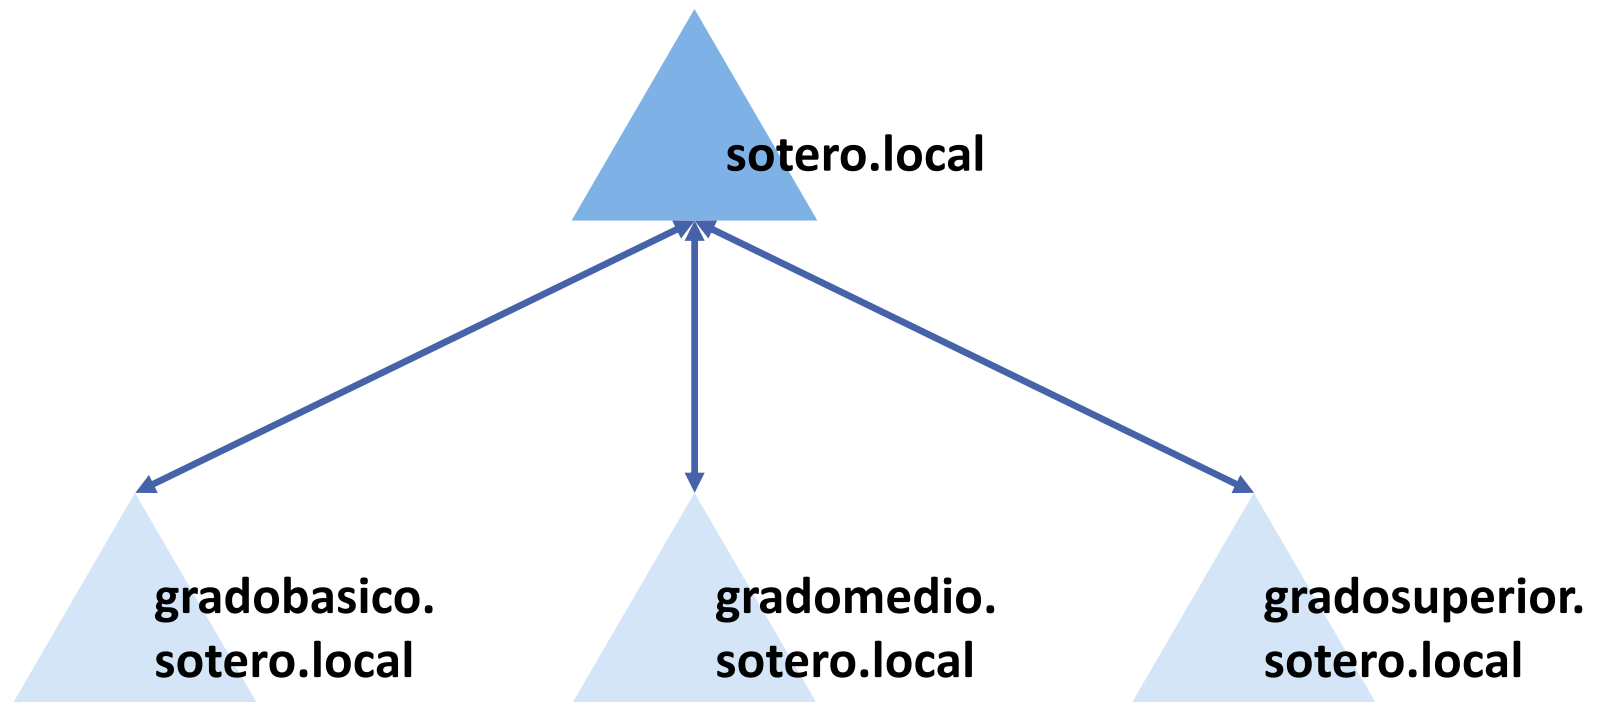 sotero.local
gradobasico.
sotero.local
gradomedio.
sotero.local
gradosuperior.
sotero.local